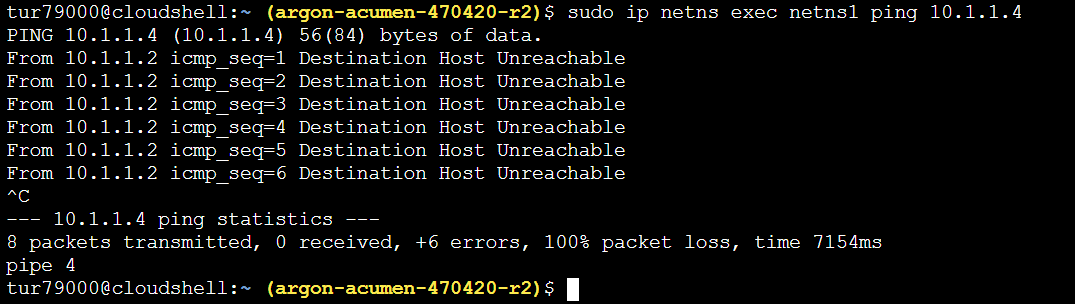 tur79000@cloudshell:~ (argon-acumen-470420-r2)$ sudo ip netns exec netns1 ping 10.1.1.4
PING 10.1.1.4 (10.1.1.4) 56(84) bytes of data.
From 10.1.1.2 icmp_seq=1 Destination Host Unreachable
From 10.1.1.2 icmp_seq=2 Destination Host Unreachable
From 10.1.1.2 icmp_seq=3 Destination Host Unreachable
From 10.1.1.2 icmp_seq=4 Destination Host Unreachable
From 10.1.1.2 icmp_seq=5 Destination Host Unreachable
From 10.1.1.2 icmp_seq=6 Destination Host Unreachable
^C
--- 10.1.1.4 ping statistics ---
8 packets transmitted, 0 received, +6 errors, 100% packet loss, time 7154ms
pipe 4
tur79000@cloudshell:~ (argon-acumen-470420-r2)$